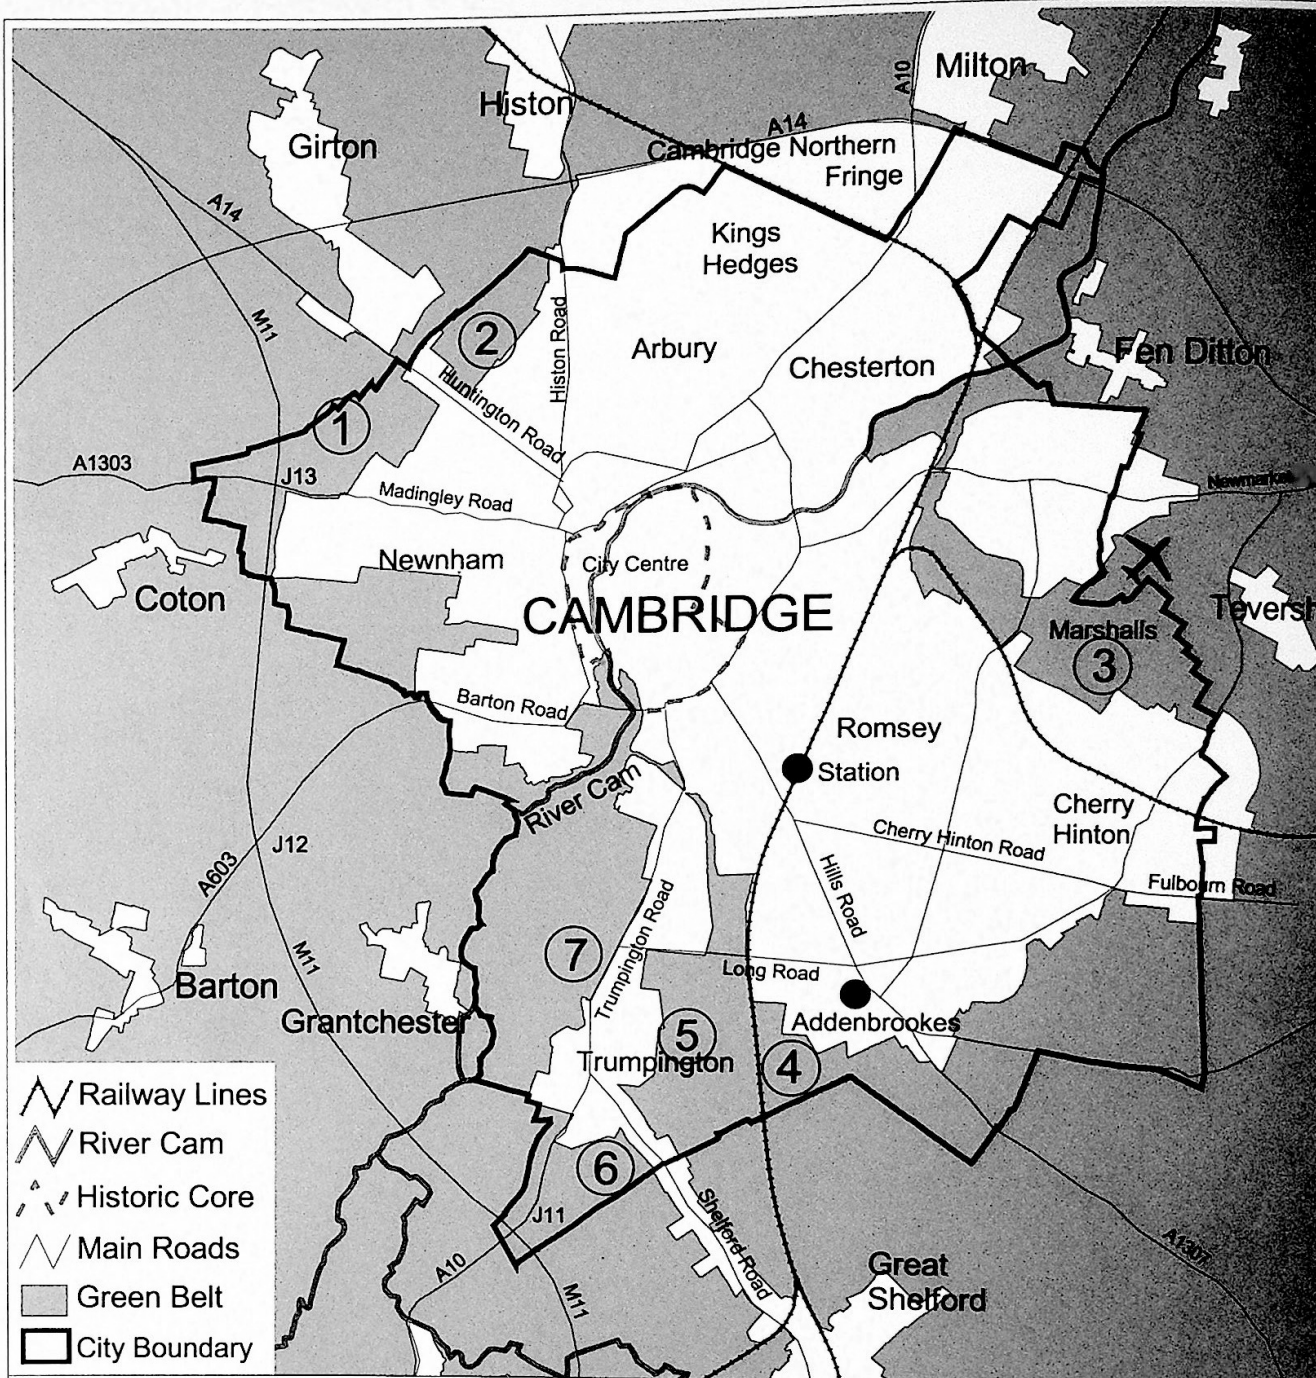 Milton
A10
Histon
A14
Girton
Cambridge Northern
Fringe
A14
Kings
Hedges
M11
2
Histon Road
Arbury
Chesterton
Fen Ditton
Huntington Road
1
A1303
J13
Madingley Road
Newmarket
Newnham
City Centre
Coton
CAMBRIDGE
Teversh
Marshalls
3
Barton Road
Romsey
Station
River Cam
Cherry
Hinton
J12
Cherry Hinton Road
A603
Hills Road
Fulbourn Road
Trumpington Road
7
M11
Long Road
Barton
Grantchester
5
Addenbrookes
Trumpington
4
6
Shelford Road
J11
A10
M11
A1307
Great
Shelford
Railway Lines
River Cam
Historic Core
Main Roads
Green Belt
City Boundary